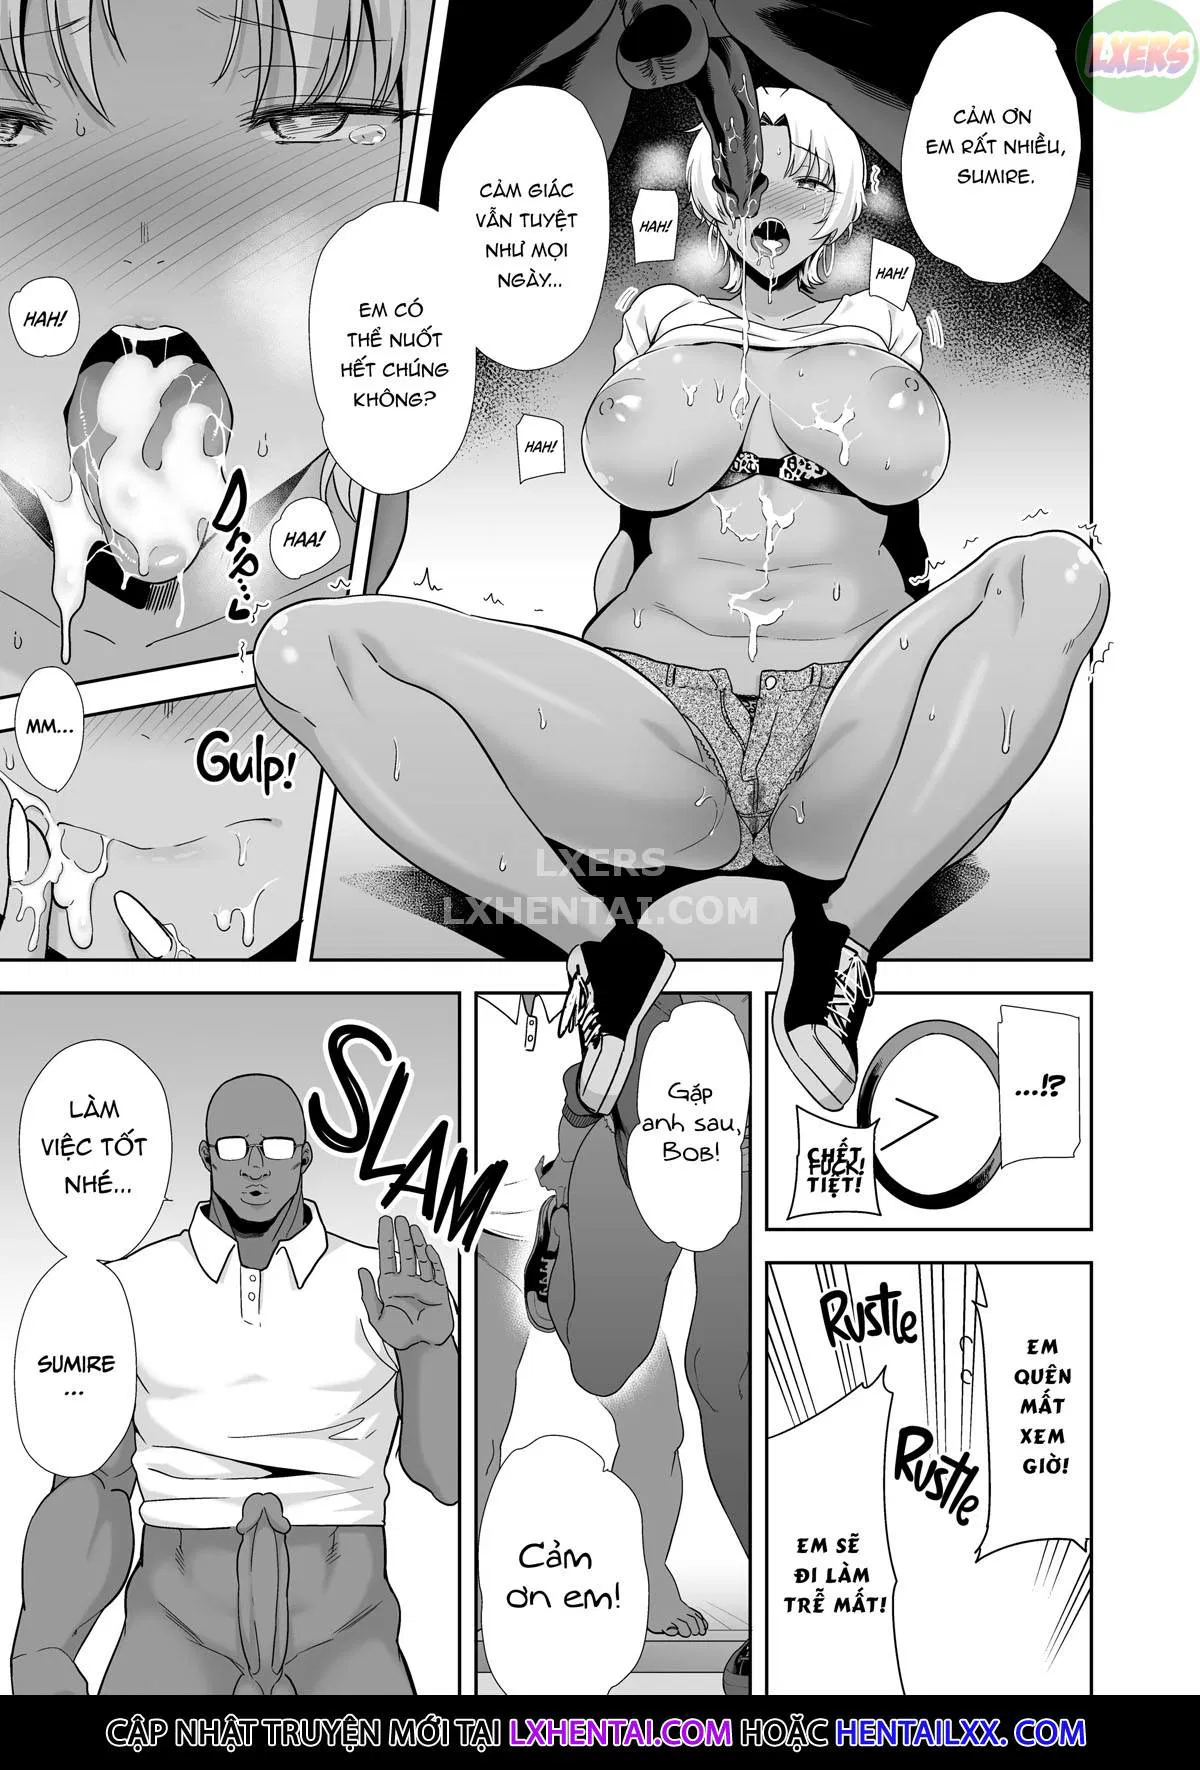 LXERS
CẢM ƠN
EM RẤT NHIỀU,
SUMIRE.
CẢM GIÁC
VẪN TUYỆT
NHƯ MỌI
NGÀY...
EM CÓ
THỂ NUỐT
HẾT CHÚNG
KHÔNG?
HAH!
HAH!
HAH!
HAH!
DRIP...
HAA!
MM...
GULP!
LXERS
LXHENTAI.COM
...!?
CHẾT
FUCK!
TIỆT!
RUSTLE
EM
QUÊN
MẤT
XEM
GIỜ!
RUSTLE
EM SẼ
ĐI LÀM
TRỄ MẤT!
Gặp
anh sau,
Bob!
Cảm
ơn em!
SLAM
LÀM
VIỆC TỐT
NHÉ...
SUMIRE
...
CẬP NHẬT TRUYỆN MỚI TẠI LXHENTAI.COM HOẶC HENTAILXX. COM